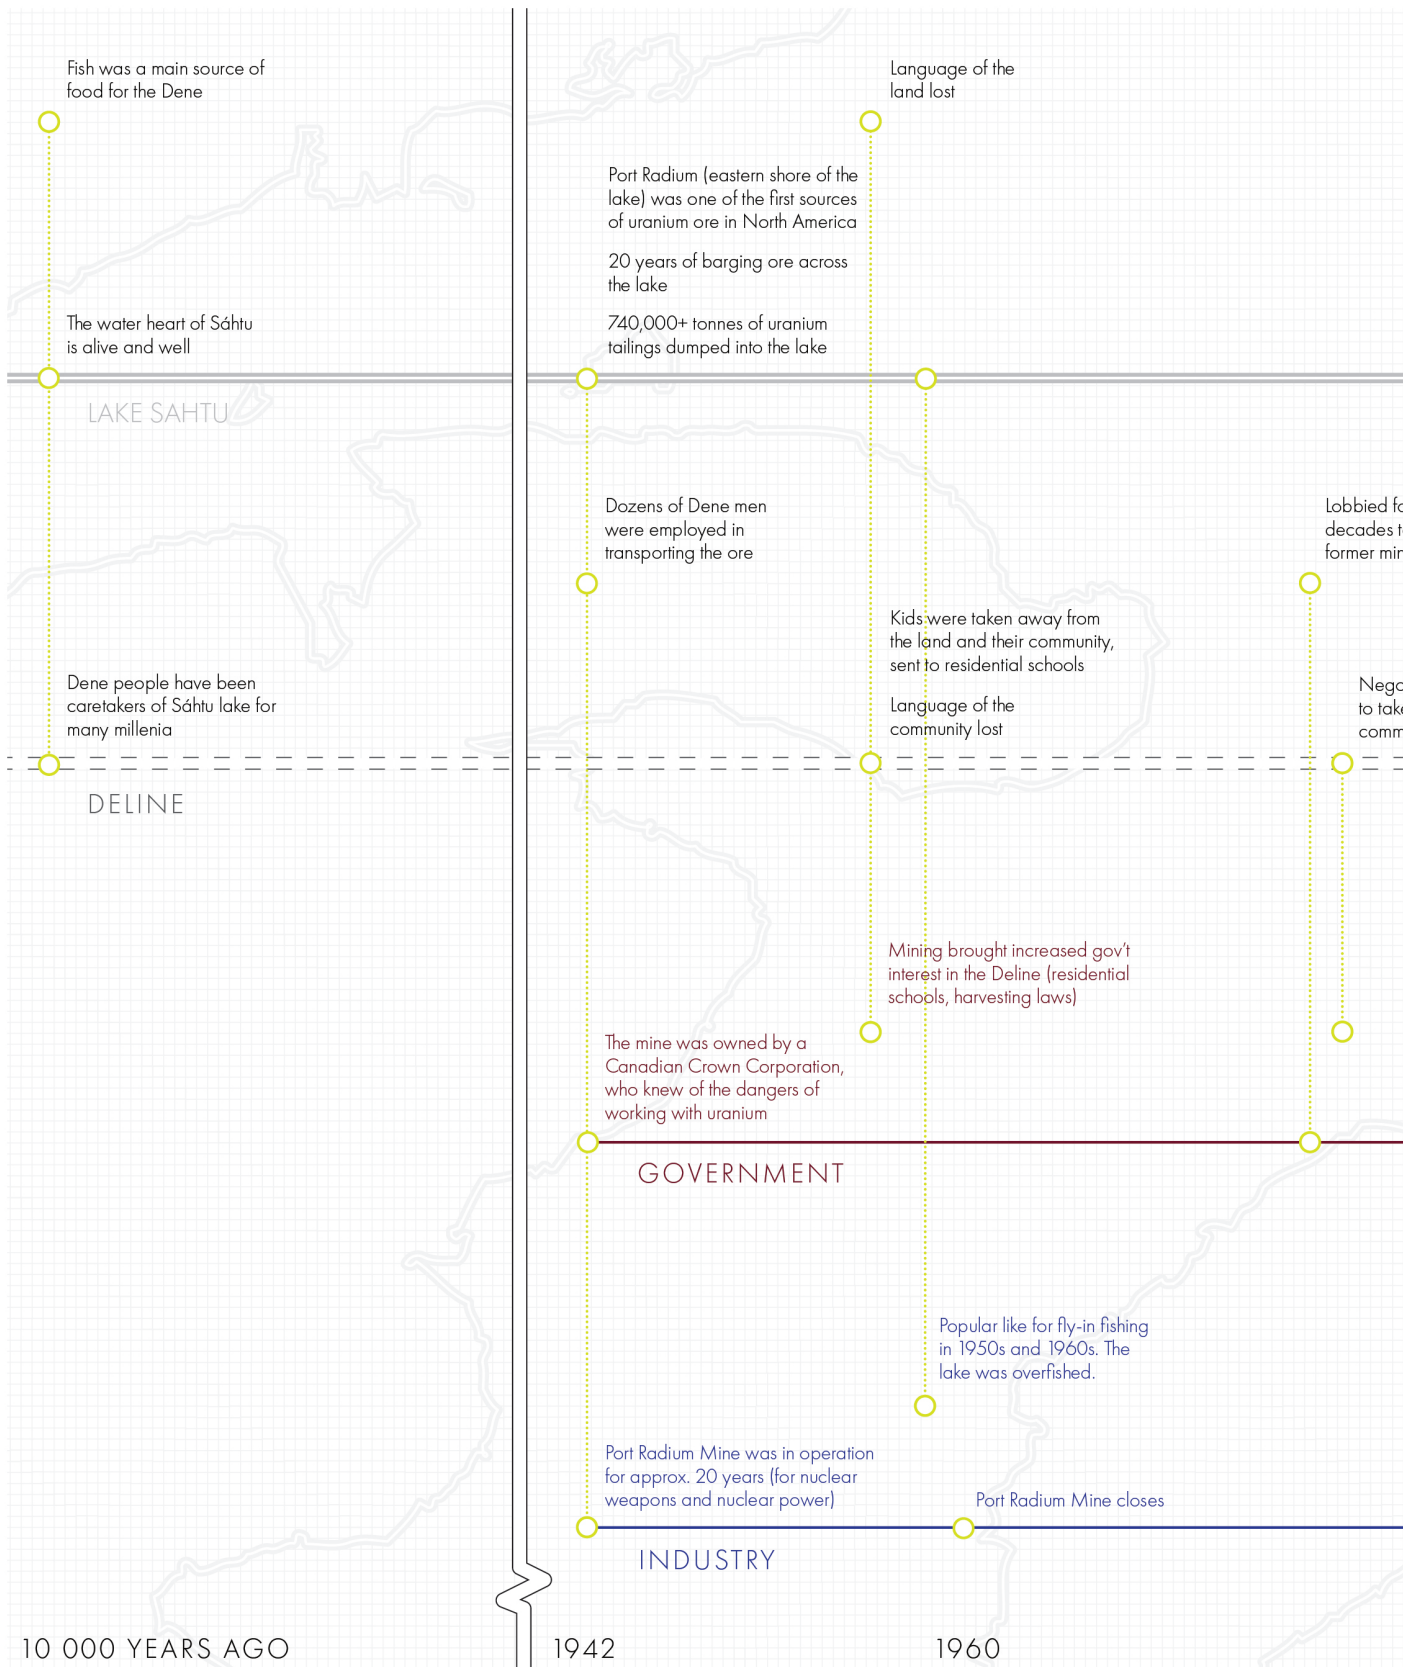 Fish was a main source of
food for the Dene
The water heart of Sáhtu
is alive and well
LAKE SAHTU
Dene people have been
caretakers of Sáhtu lake for
many millenia
DELINE
10 000 YEARS AGO
Port Radium (eastern shore of the
lake) was one of the first sources
of uranium ore in North America
20 years of barging ore across
the lake
740,000+ tonnes of uranium
tailings dumped into the lake
Dozens of Dene men
were employed in
transporting the ore
The mine was owned by a
Canadian Crown Corporation,
who knew of the dangers of
working with uranium
GOVERNMENT
Port Radium Mine was in operation
for approx. 20 years (for nuclear
weapons and nuclear power)
INDUSTRY
1942
Language of the
land lost
Kids were taken away from
the land and their community,
sent to residential schools
Language of the
community lost
Mining brought increased gov't
interest in the Deline (residential
schools, harvesting laws)
Popular like for fly-in fishing
in 1950s and 1960s. The
lake was overfished.
Port Radium Mine closes
1960
Lobbied
decades
former